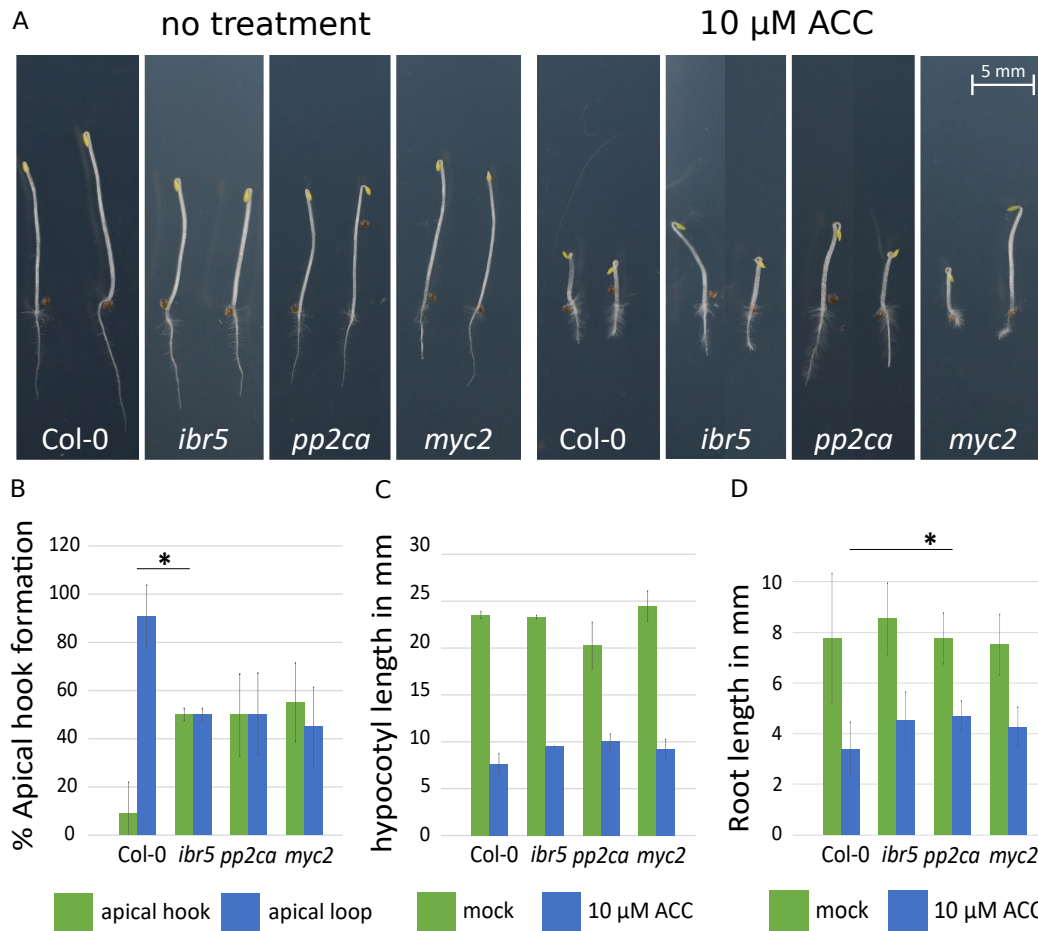 A
no treatment
10 µM ACC
5 mm
Col-0
ibr5
pp2ca
myc2
Col-0
ibr5
pp2ca
myc2
B
% Apical hook formation
120
100
80
60
40
20
0
*
Col-0 ibr5 pp2ca myc2
apical hook apical loop
C
hypocotyl length in mm
30
25
20
15
10
5
0
Col-0 ibr5 pp2ca myc2
mock 10 µM ACC
D
Root length in mm
10
8
6
4
2
0
*
Col-0 ibr5 pp2ca myc2
mock 10 µM ACC